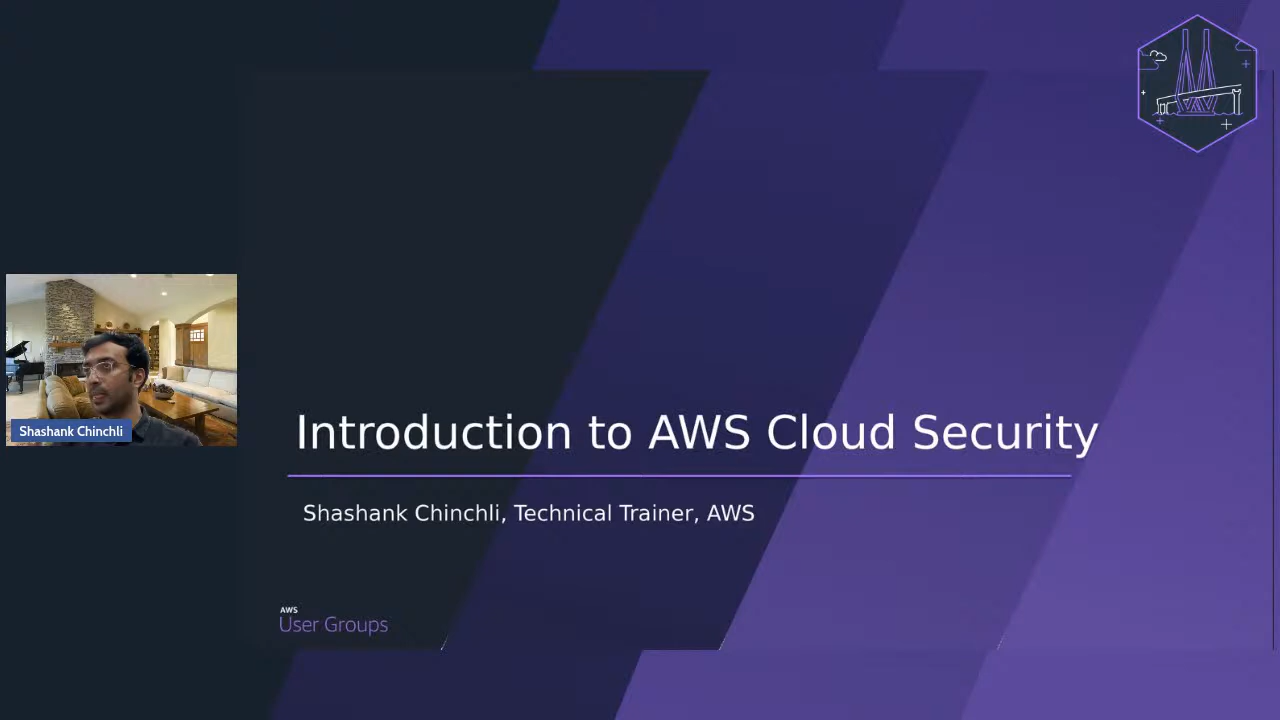 Introduction to AWS Cloud Security
Shashank Chinchli
Shashank Chinchli, Technical Trainer, AWS
AWS
User Groups